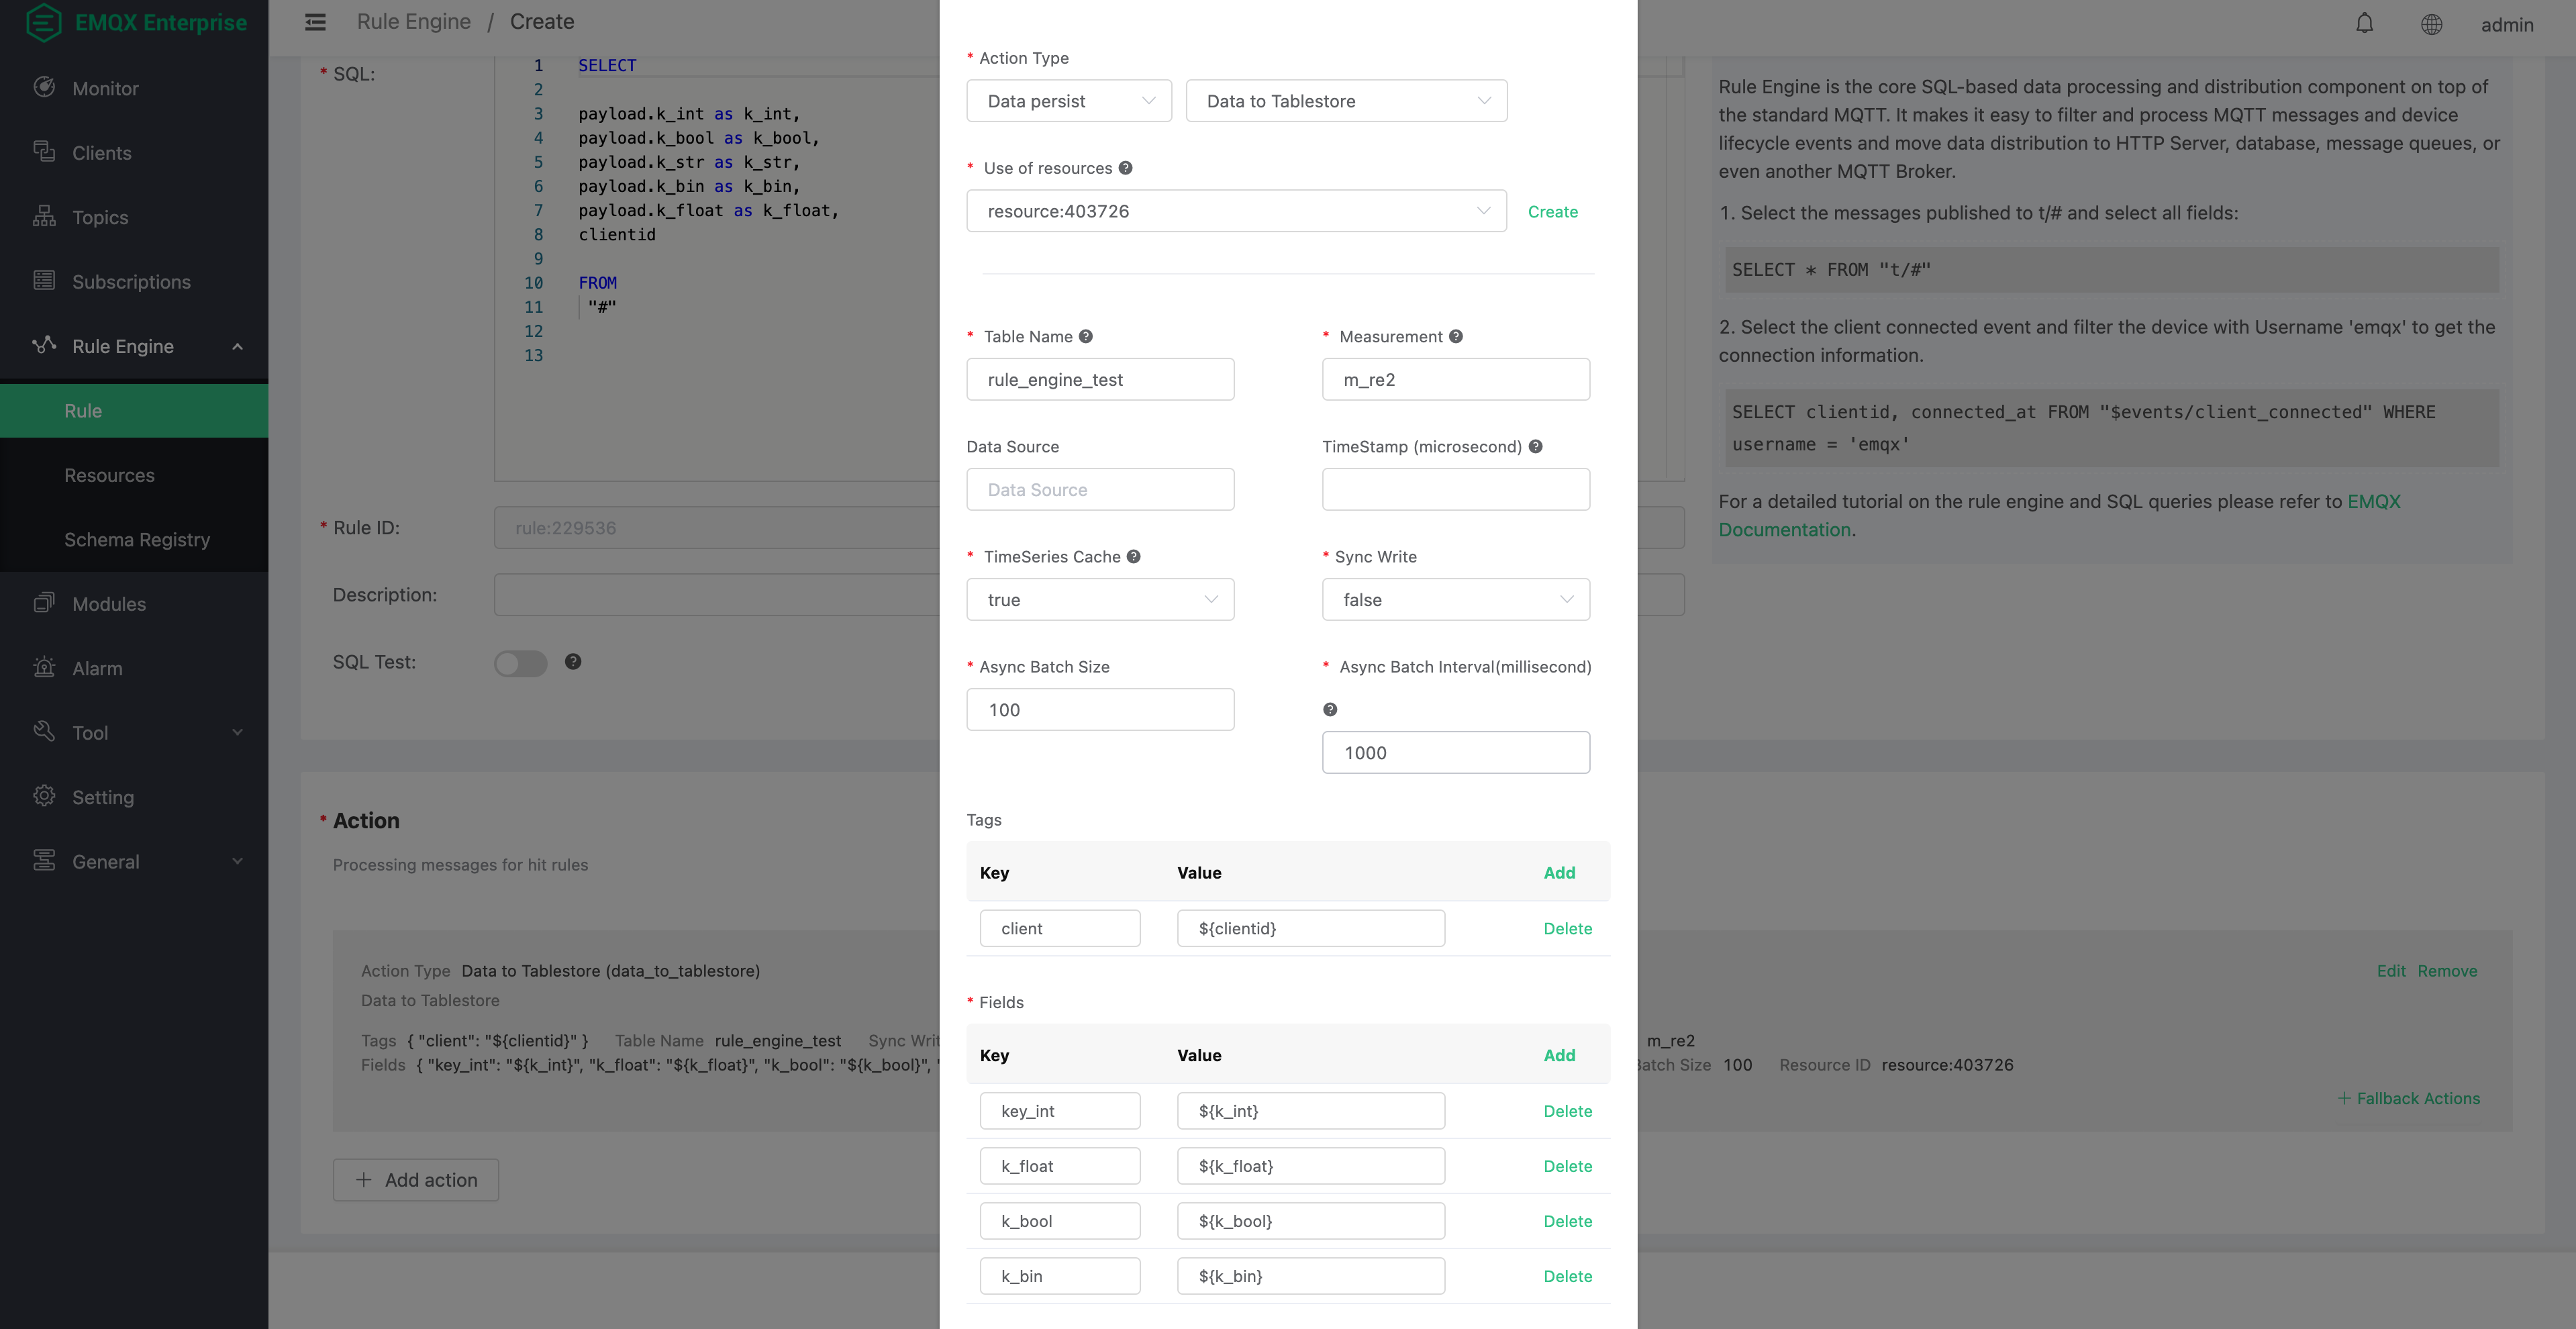 EMQX Enterprise
Monitor
Clients
Topics
Subscriptions
Rule Engine
Rule
Resources
Schema Registry
Modules
Alarm
Tool
Setting
General
Rule Engine / Create
admin
* SQL:
1 SELECT
2
3 payload.k_int as k_int,
4 payload.k_bool as k_bool,
5 payload.k_str as k_str,
6 payload.k_bin as k_bin,
7 payload.k_float as k_float,
8 clientid
9
10 FROM
11 "#"
12
13
* Rule ID:
rule:229536
Description:
SQL Test:
Rule Engine is the core SQL-based data processing and distribution component on top of
the standard MQTT. It makes it easy to filter and process MQTT messages and device
lifecycle events and move data distribution to HTTP Server, database, message queues, or
even another MQTT Broker.
1. Select the messages published to t/# and select all fields:
SELECT * FROM "t/#"
2. Select the client connected event and filter the device with Username 'emqx' to get the
connection information.
SELECT clientid, connected_at FROM "$events/client_connected" WHERE
username = 'emqx'
For a detailed tutorial on the rule engine and SQL queries please refer to EMQX
Documentation.
* Action
Processing messages for hit rules
Action Type Data to Tablestore (data_to_tablestore)
Edit Remove
Data to Tablestore
Tags { "client": "${clientid}" } Table Name rule_engine_test Sync Writ
m_re2
Fields { "key_int": "${k_int}", "k_float": "${k_float}", "k_bool": "${k_bool}", "
Batch Size 100 Resource ID resource:403726
+ Fallback Actions
+ Add action
* Action Type
Data persist
Data to Tablestore
* Use of resources
resource:403726
Create
* Table Name
* Measurement
rule_engine_test
m_re2
Data Source
TimeStamp (microsecond)
Data Source
* TimeSeries Cache
* Sync Write
true
false
* Async Batch Size
* Async Batch Interval(millisecond)
100
1000
Tags
Key Value Add
client ${clientid} Delete
* Fields
Key Value Add
key_int ${k_int} Delete
k_float ${k_float} Delete
k_bool ${k_bool} Delete
k_bin ${k_bin} Delete